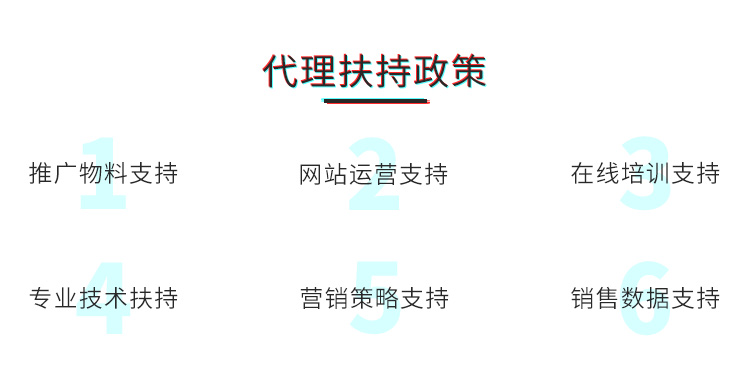 代理扶持政策
1
推广物料支持
2
网站运营支持
3
在线培训支持
4
专业技术扶持
5
营销策略支持
6
销售数据支持